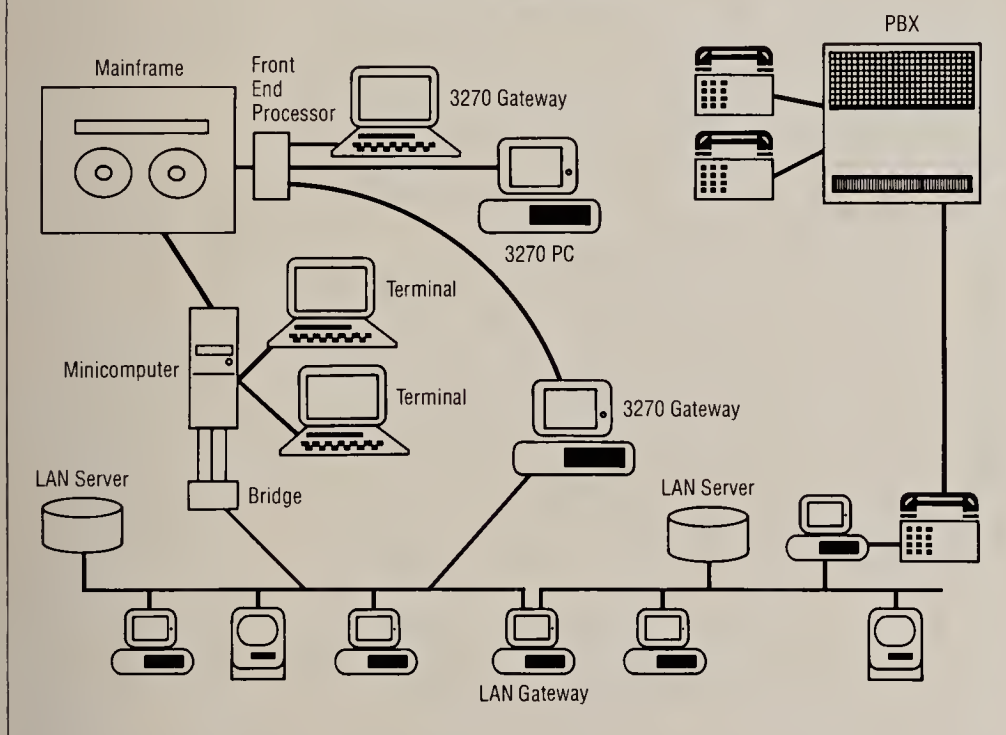 PBX
Mainframe
Front
End
Processor
3270 Gateway
3270 PC
Terminal
Minicomputer
Terminal
3270 Gateway
LAN Server
Bridge
LAN Server
LAN Gateway